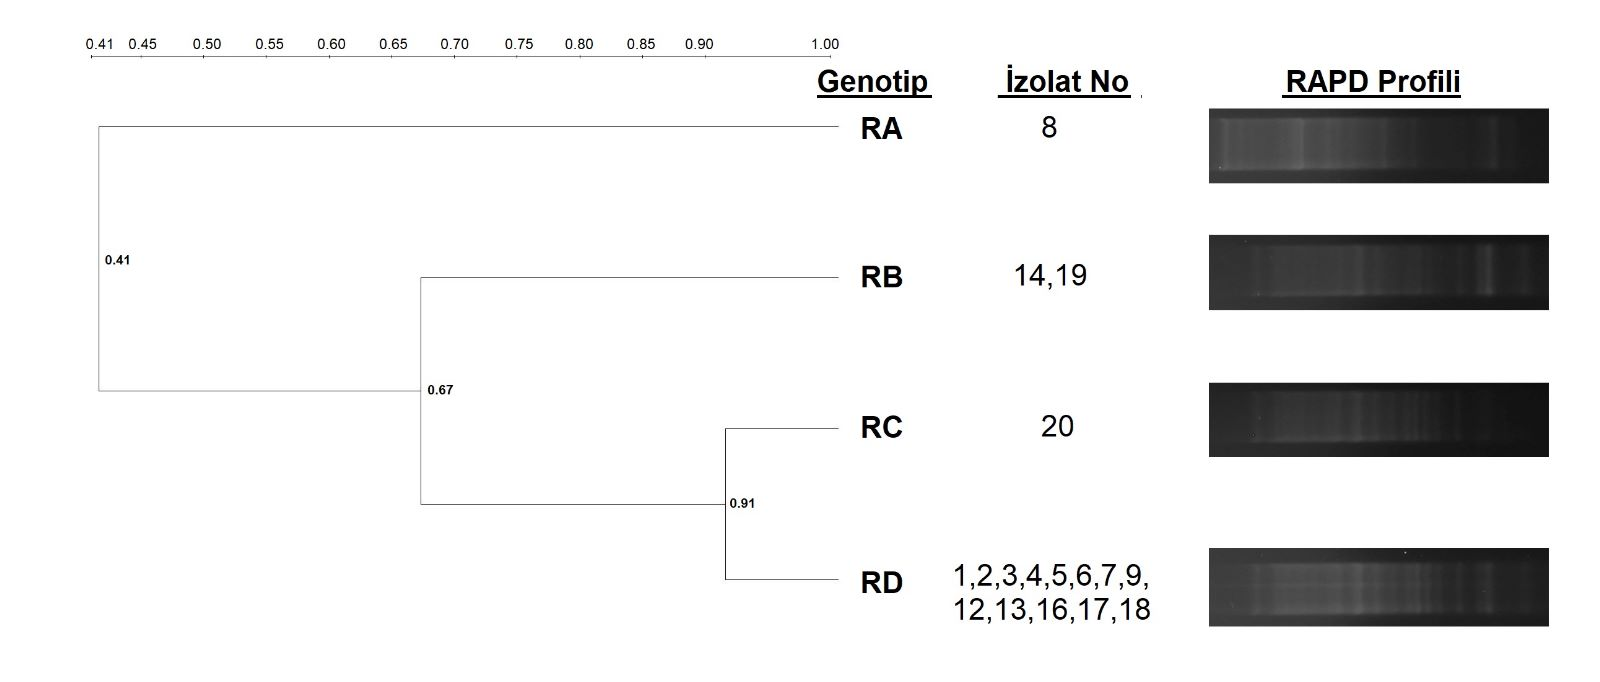 0.41 0.45 0.50 0.55 0.60 0.65 0.70 0.75 0.80 0.85 0.90 1.00
Genotip İzolat No RAPD Profili
RA 8
0.41
RB 14,19
0.67
RC 20
0.91
RD 1,2,3,4,5,6,7,9,
12,13,16,17,18